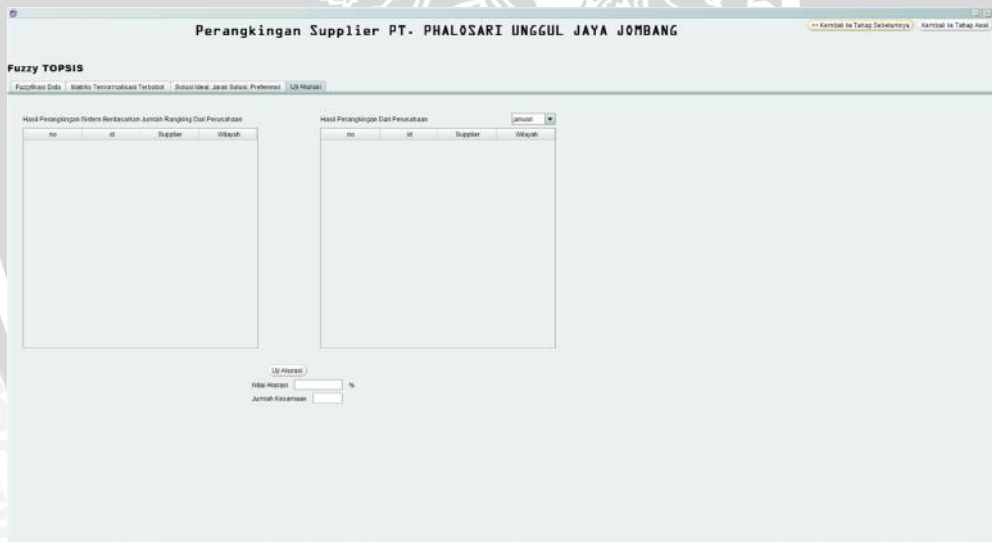 Perangkingan Supplier PT. PHALOSARI UNGGUL JAYA JOMBANG
<< Kembali ke Tahap Sebelumnya Kembali ke Tahap Awal
Fuzzy TOPSIS
Fuzzyfikasi Data Matriks Ternormalisasi Terbobot Solusi Ideal, Jarak Solusi, Preferensi Uji Akurasi
Hasil Perangkingan Sistem Berdasarkan Jumlah Rangking Dari Perusahaan
no id Supplier Wilayah
Hasil Perangkingan Dari Perusahaan januari
no id Supplier Wilayah
Uji Akurasi
Nilai Akurasi %
Jumlah Kesamaan